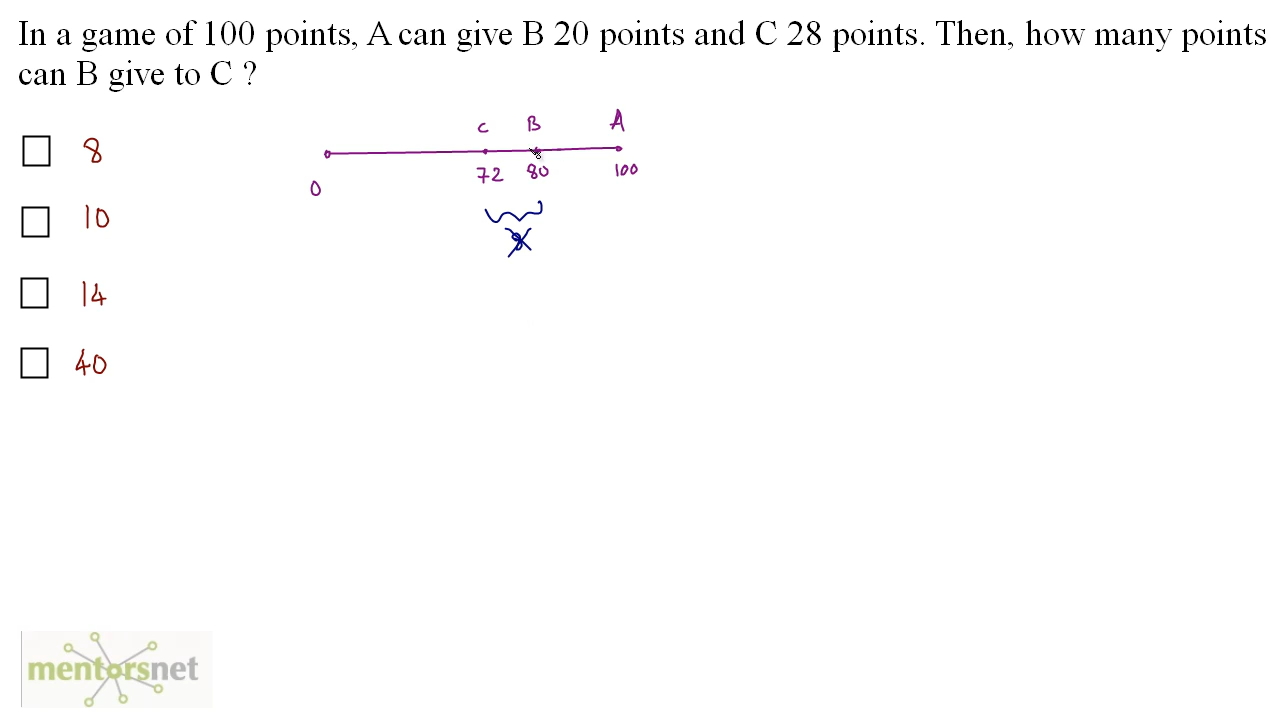 In a game of 100 points, A can give B 20 points and C 28 points. Then, how many points
can B give to C ?
C B A
0 72 80 100
8
8
10
14
40
mentorsnet